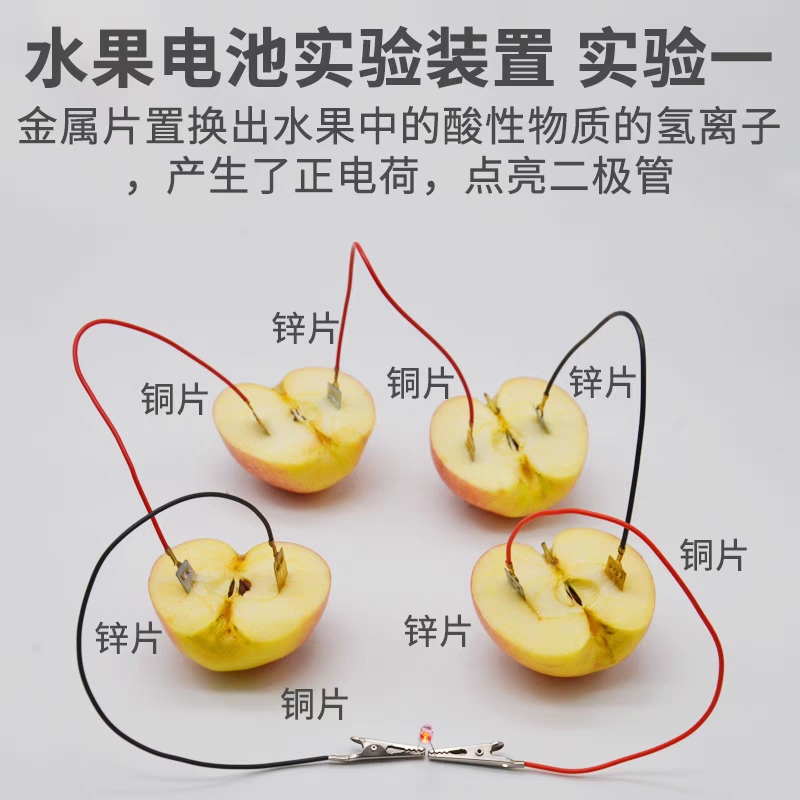 水果电池实验装置 实验一
金属片置换出水果中的酸性物质的氢离子
，产生了正电荷，点亮二极管
锌片
铜片
铜片
锌片
铜片
锌片
锌片
铜片